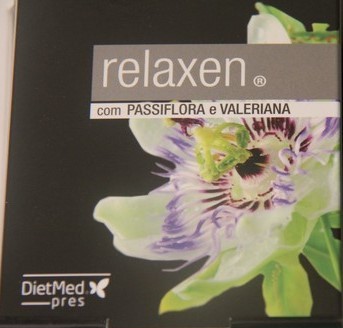 relaxen ®
com PASSIFLORA e VALERIANA
DietMed
pres